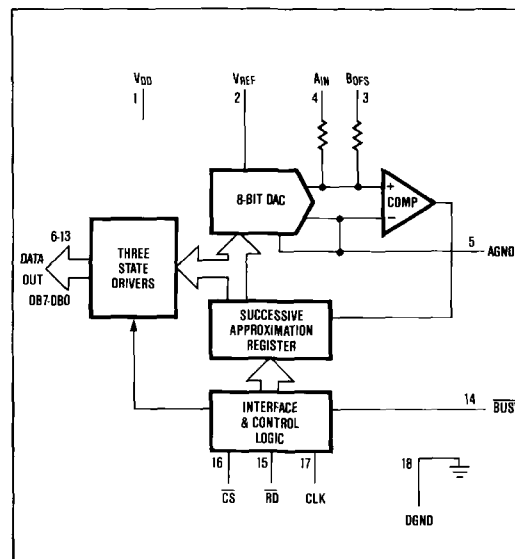 VDD
1
VREF
2
AIN
4
BOFS
3
8-BIT DAC
+
COMP
−
5
AGND
6-13
DATA
OUT
DB7-DB0
THREE
STATE
DRIVERS
SUCCESSIVE
APPROXIMATION
REGISTER
INTERFACE
& CONTROL
LOGIC
14
BUSY
16
15
17
CS
RD
CLK
18
DGND